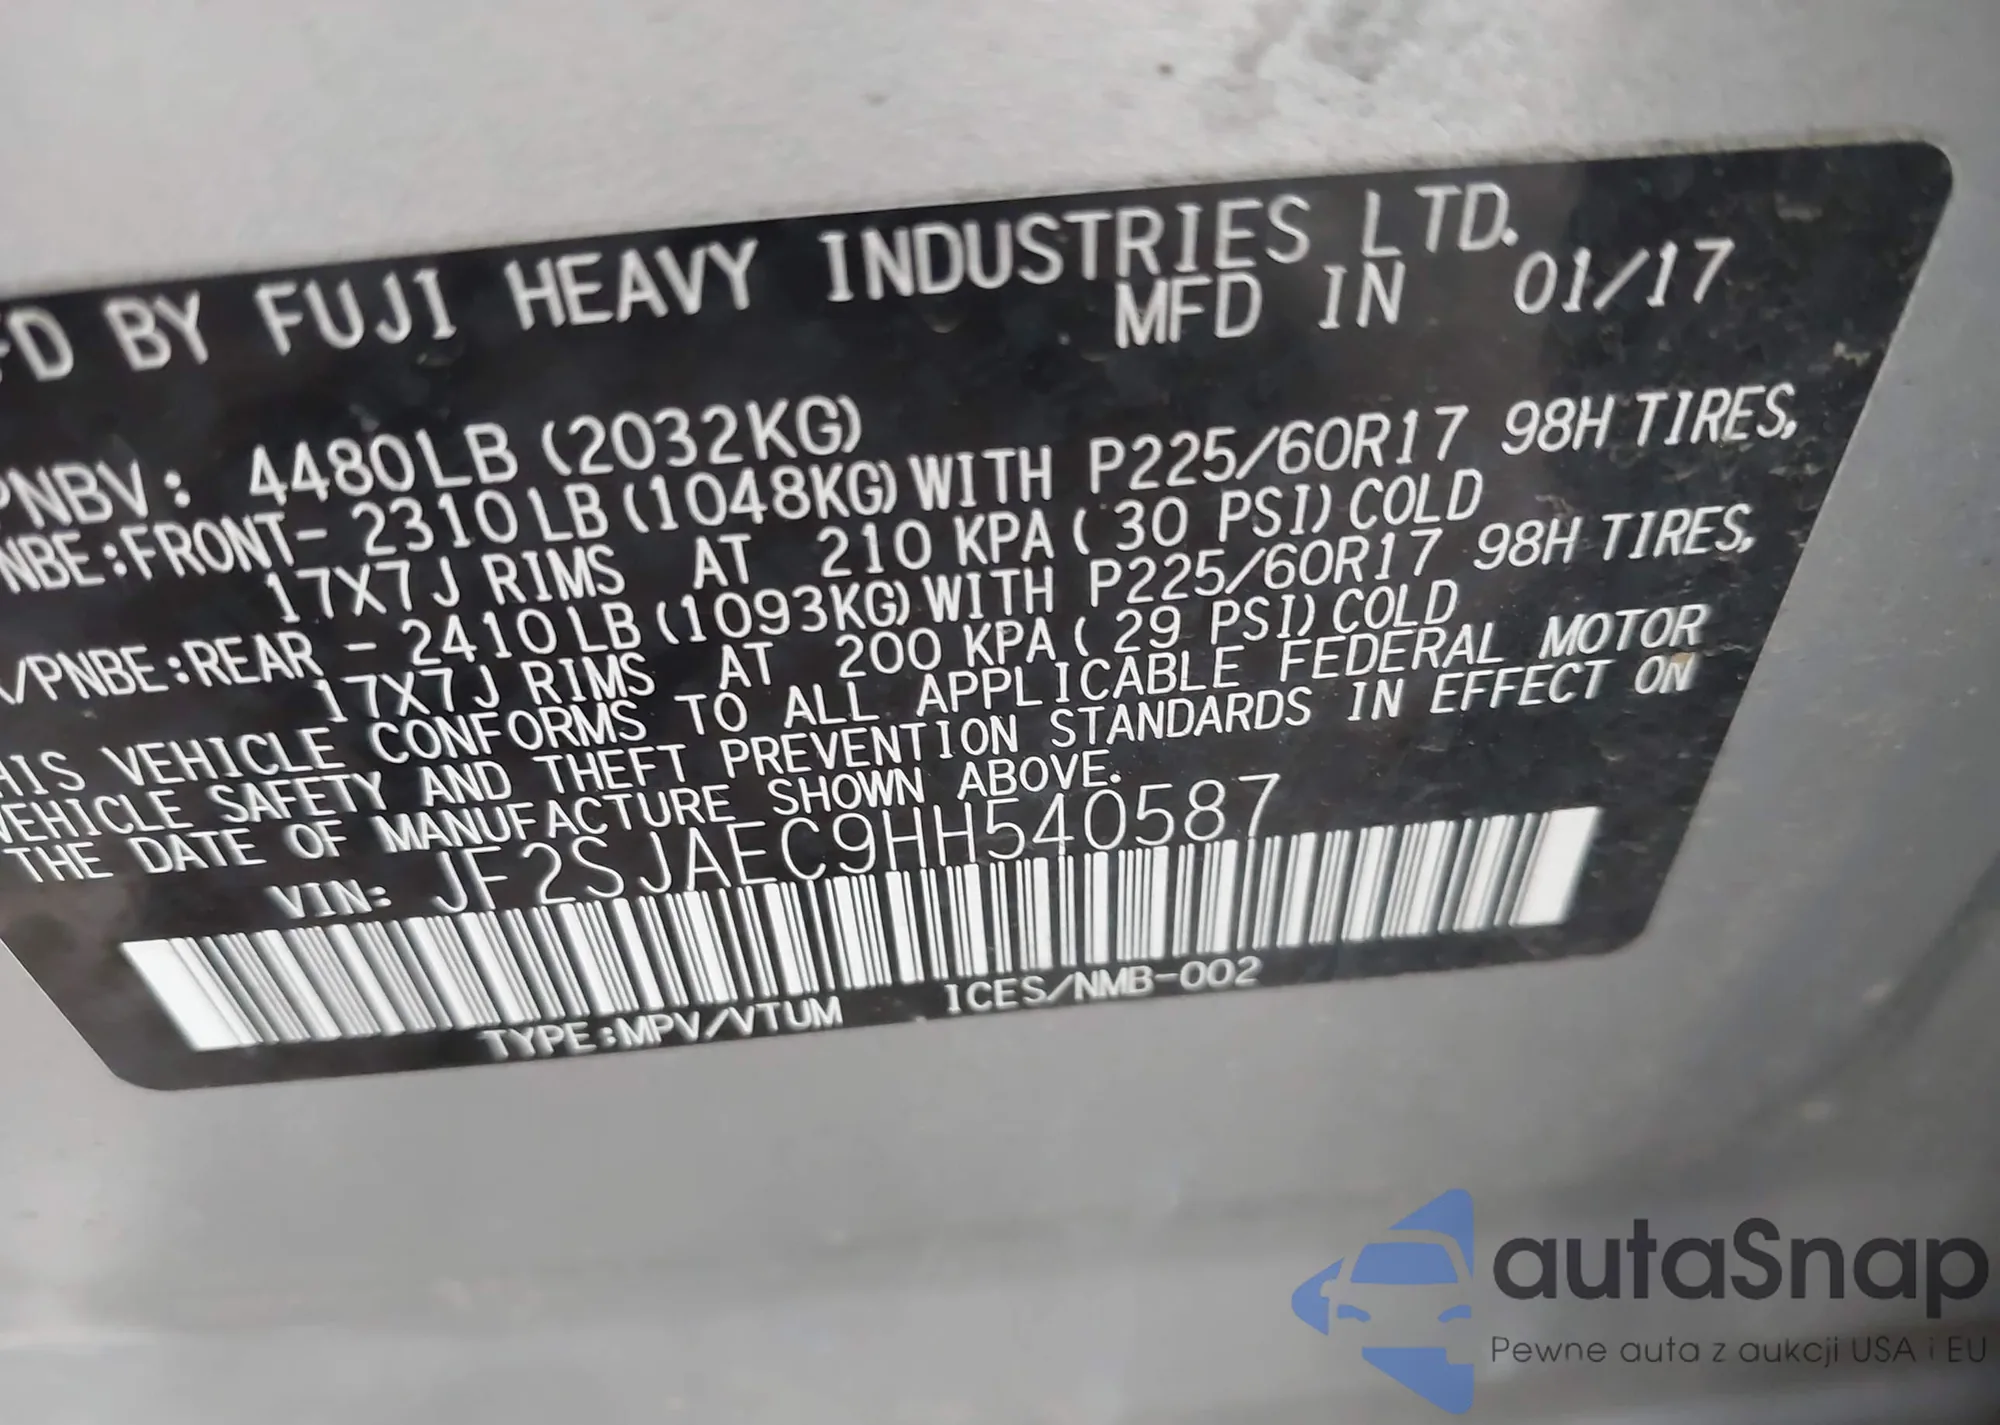 FD BY FUJI HEAVY INDUSTRIES LTD.
MFD IN 01/17
PNBV: 4480LB (2032KG)
NBE:FRONT- 2310LB (1048KG) WITH P225/60R17 98H TIRES,
17X7J RIMS AT 210 KPA ( 30 PSI) COLD
/PNBE:REAR - 2410LB (1093KG) WITH P225/60R17 98H TIRES,
17X7J RIMS AT 200 KPA ( 29 PSI) COLD
HIS VEHICLE CONFORMS TO ALL APPLICABLE FEDERAL MOTOR
VEHICLE SAFETY AND THEFT PREVENTION STANDARDS IN EFFECT ON
THE DATE OF MANUFACTURE SHOWN ABOVE.
VIN: JF2SJAEC9HH540587
TYPE:MPV/VTUM ICES/NMB-002
autaSnap
Pewne auta z aukcji USA i EU